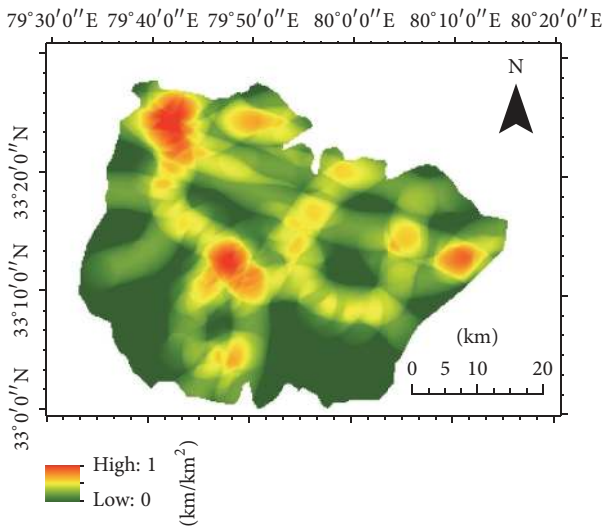 79°30′0′′E 79°40′0′′E 79°50′0′′E 80°0′0′′E 80°10′0′′E 80°20′0′′E
N
33°20′0′′N
33°10′0′′N
33°0′0′′N
(km)
0 5 10 20
High: 1
Low: 0
(km/km²)